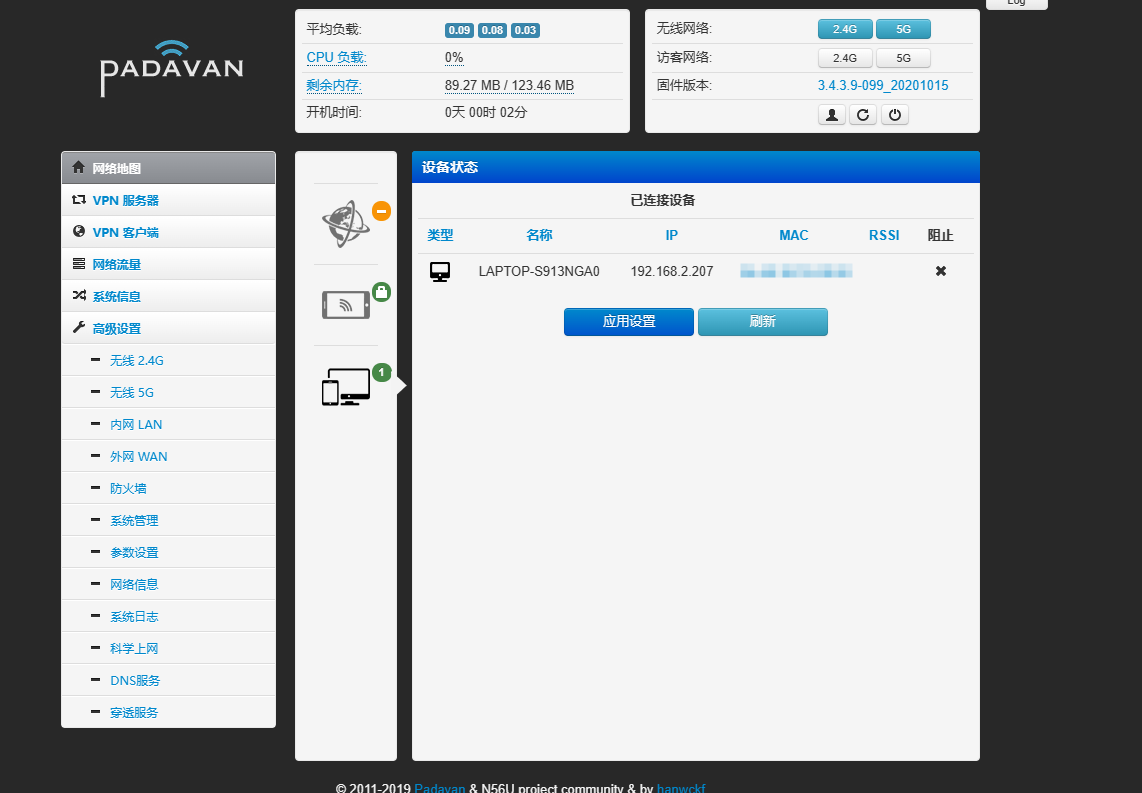 Log
PADAVAN
平均负载: 0.09 0.08 0.03
CPU 负载: 0%
剩余内存: 89.27 MB / 123.46 MB
开机时间: 0天 00时 02分
无线网络: 2.4G 5G
访客网络: 2.4G 5G
固件版本: 3.4.3.9-099_20201015
网络地图
VPN 服务器
VPN 客户端
网络流量
系统信息
高级设置
无线 2.4G
无线 5G
内网 LAN
外网 WAN
防火墙
系统管理
参数设置
网络信息
系统日志
科学上网
DNS服务
穿透服务
1
设备状态
已连接设备
类型 名称 IP MAC RSSI 阻止
LAPTOP-S913NGA0 192.168.2.207
应用设置 刷新
© 2011-2019 Padavan & N56U project community & by hanwckf